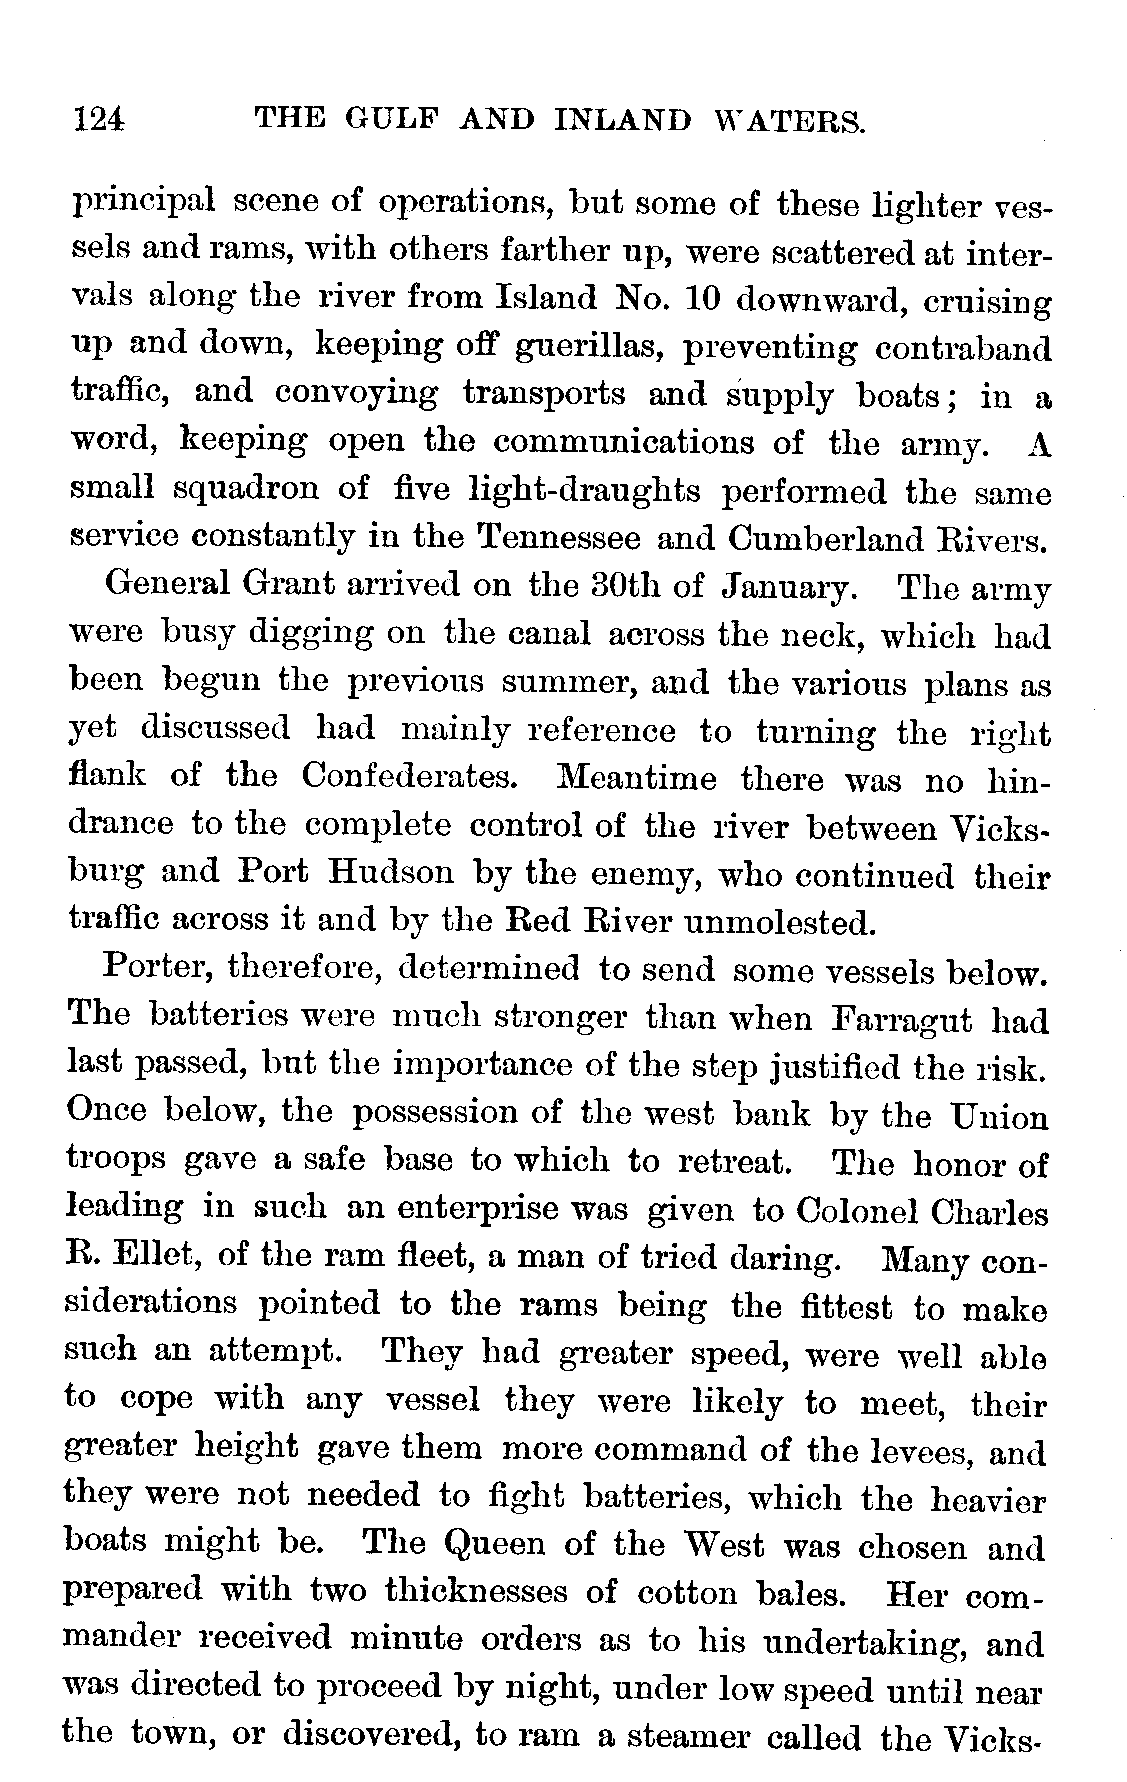 124 THE GULF AND INLAND WATERS.
principal scene of operations, but some of these lighter ves-
sels and rams, with others farther up, were scattered at inter-
vals along the river from Island No. 10 downward, cruising
up and down, keeping off guerillas, preventing contraband
traffic, and convoying transports and supply boats; in a
word, keeping open the communications of the army. A
small squadron of five light-draughts performed the same
service constantly in the Tennessee and Cumberland Rivers.
General Grant arrived on the 30th of January. The army
were busy digging on the canal across the neck, which had
been begun the previous summer, and the various plans as
yet discussed had mainly reference to turning the right
flank of the Confederates. Meantime there was no hin-
drance to the complete control of the river between Vicks-
burg and Port Hudson by the enemy, who continued their
traffic across it and by the Red River unmolested.
Porter, therefore, determined to send some vessels below.
The batteries were much stronger than when Farragut had
last passed, but the importance of the step justified the risk.
Once below, the possession of the west bank by the Union
troops gave a safe base to which to retreat. The honor of
leading in such an enterprise was given to Colonel Charles
R. Ellet, of the ram fleet, a man of tried daring. Many con-
siderations pointed to the rams being the fittest to make
such an attempt. They had greater speed, were well able
to cope with any vessel they were likely to meet, their
greater height gave them more command of the levees, and
they were not needed to fight batteries, which the heavier
boats might be. The Queen of the West was chosen and
prepared with two thicknesses of cotton bales. Her com-
mander received minute orders as to his undertaking, and
was directed to proceed by night, under low speed until near
the town, or discovered, to ram a steamer called the Vicks-